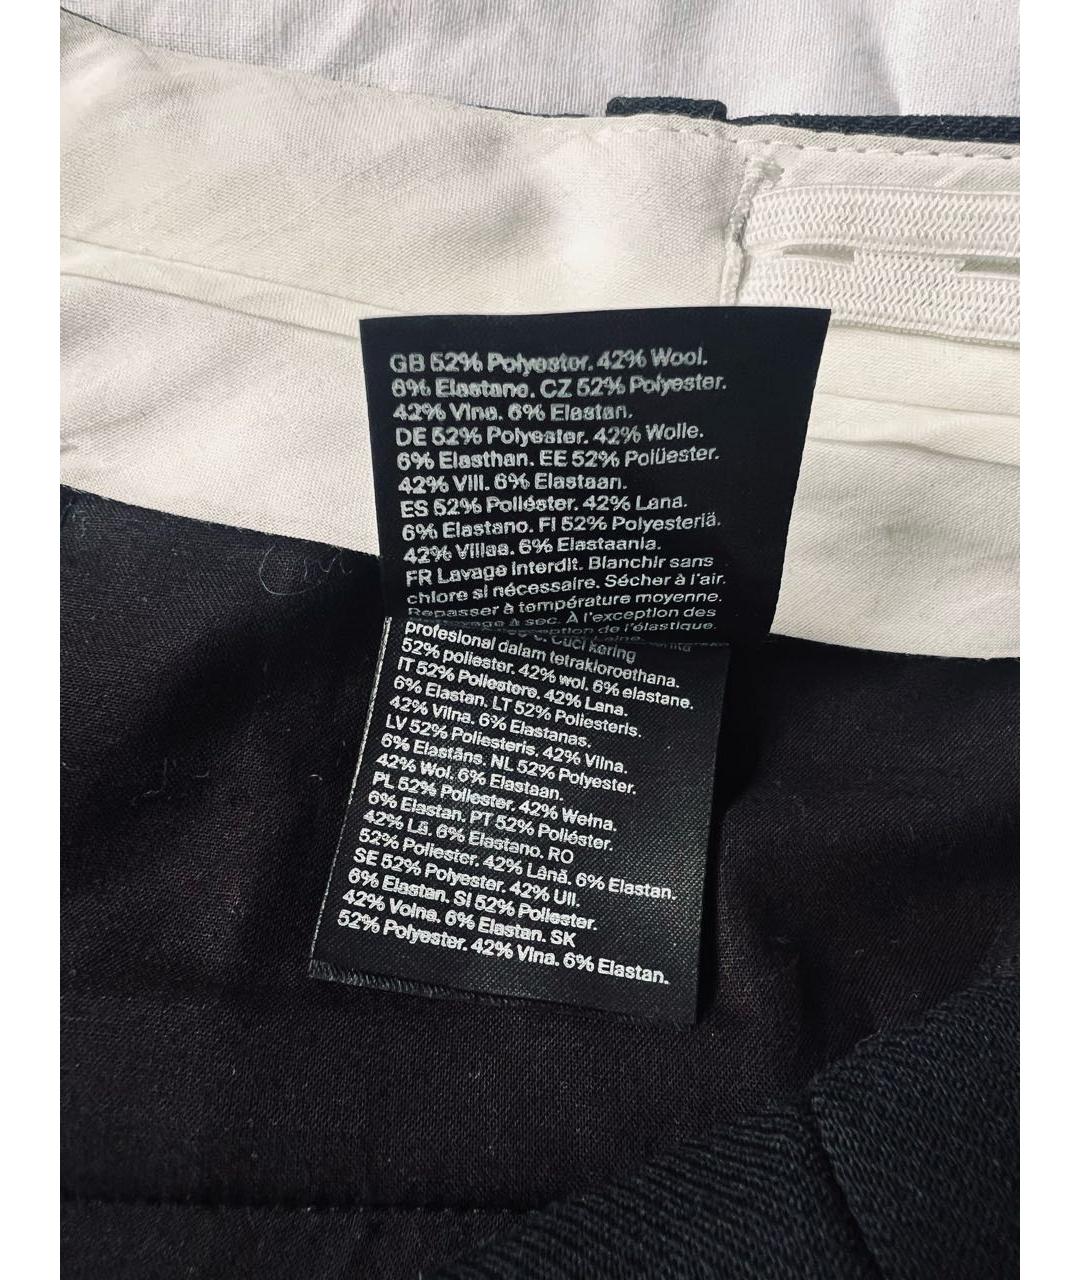 GB 52% Polyester. 42% Wool.
6% Elastane. CZ 52% Polyester.
42% Vlna. 6% Elastan.
DE 52% Polyester. 42% Wolle.
6% Elasthan. EE 52% Polüester.
42% Vill. 6% Elastaan.
ES 52% Poliéster. 42% Lana.
6% Elastano. FI 52% Polyesteriä.
42% Villaa. 6% Elastaania.
FR Lavage interdit. Blanchir sans
chlore si nécessaire. Sécher à l'air.
Repasser à température moyenne.
à sec. À l'exception des
de l'élastique.
Cuci kering
profesional dalam tetrakloroethana.
52% poliester. 42% wol. 6% elastane.
IT 52% Poliestere. 42% Lana.
6% Elastan. LT 52% Poliesteris.
42% Vilna. 6% Elastanas.
LV 52% Poliesteris. 42% Vilna.
6% Elastāns. NL 52% Polyester.
42% Wol. 6% Elastaan.
PL 52% Poliester. 42% Wełna.
6% Elastan. PT 52% Poliéster.
42% Lã. 6% Elastano. RO
52% Poliester. 42% Lână. 6% Elastan.
SE 52% Polyester. 42% Ull.
6% Elastan. SI 52% Poliester.
42% Volna. 6% Elastan. SK
52% Polyester. 42% Vlna. 6% Elastan.